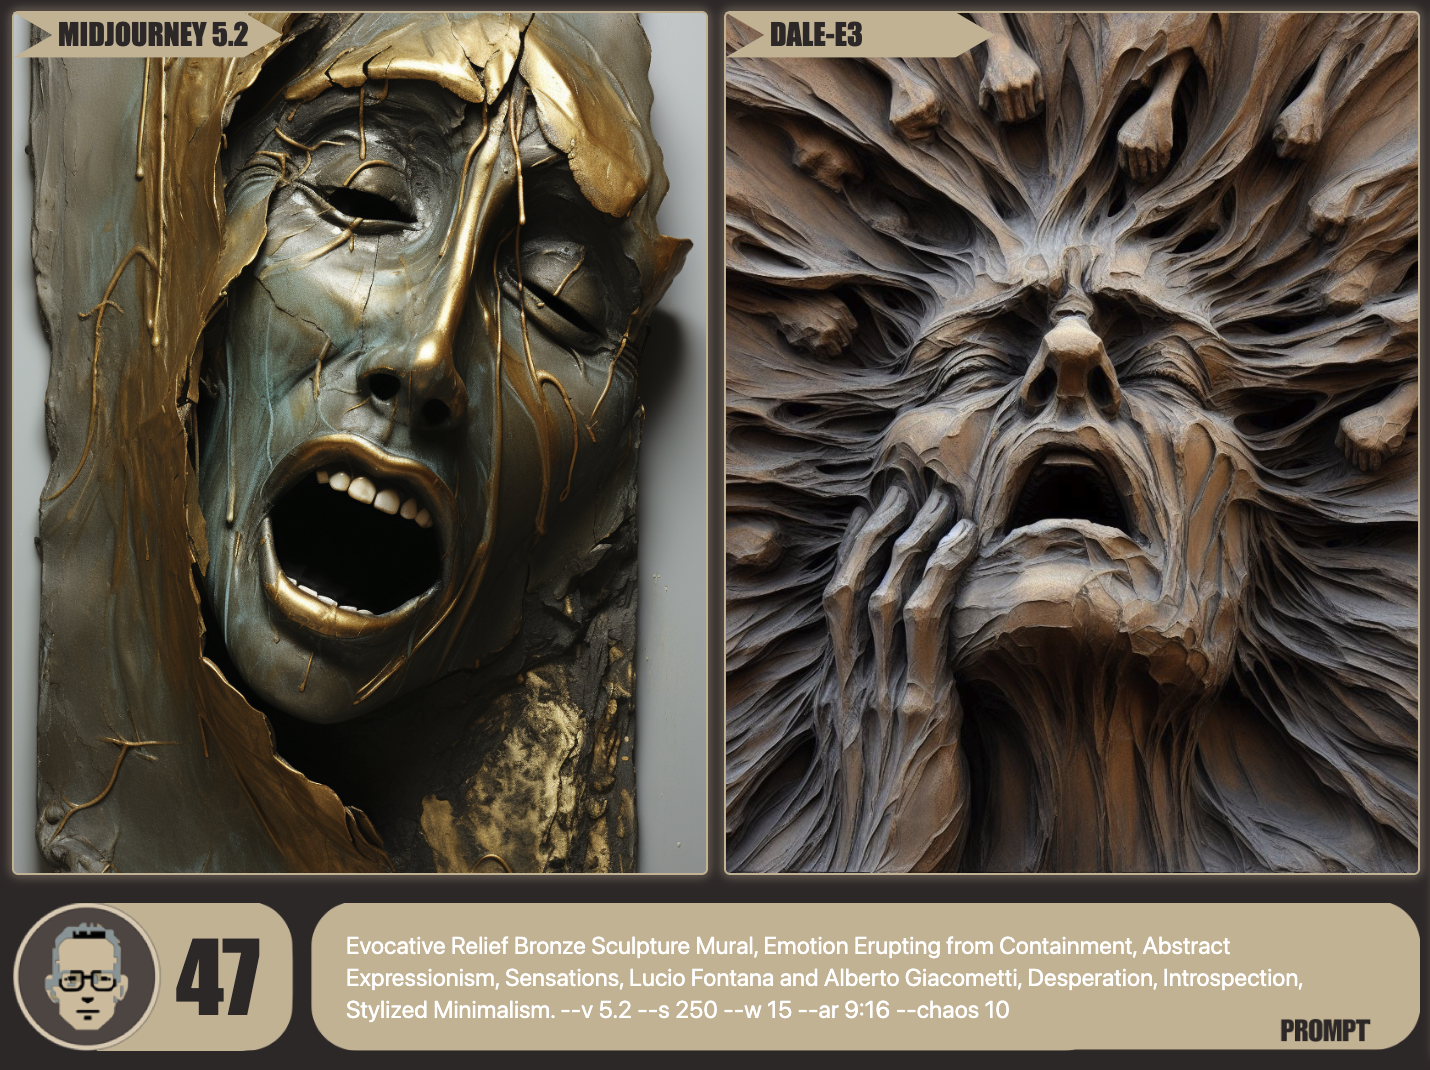 MIDJOURNEY 5.2
DALE-E3
47
Evocative Relief Bronze Sculpture Mural, Emotion Erupting from Containment, Abstract
Expressionism, Sensations, Lucio Fontana and Alberto Giacometti, Desperation, Introspection,
Stylized Minimalism. --v 5.2 --s 250 --w 15 --ar 9:16 --chaos 10
PROMPT